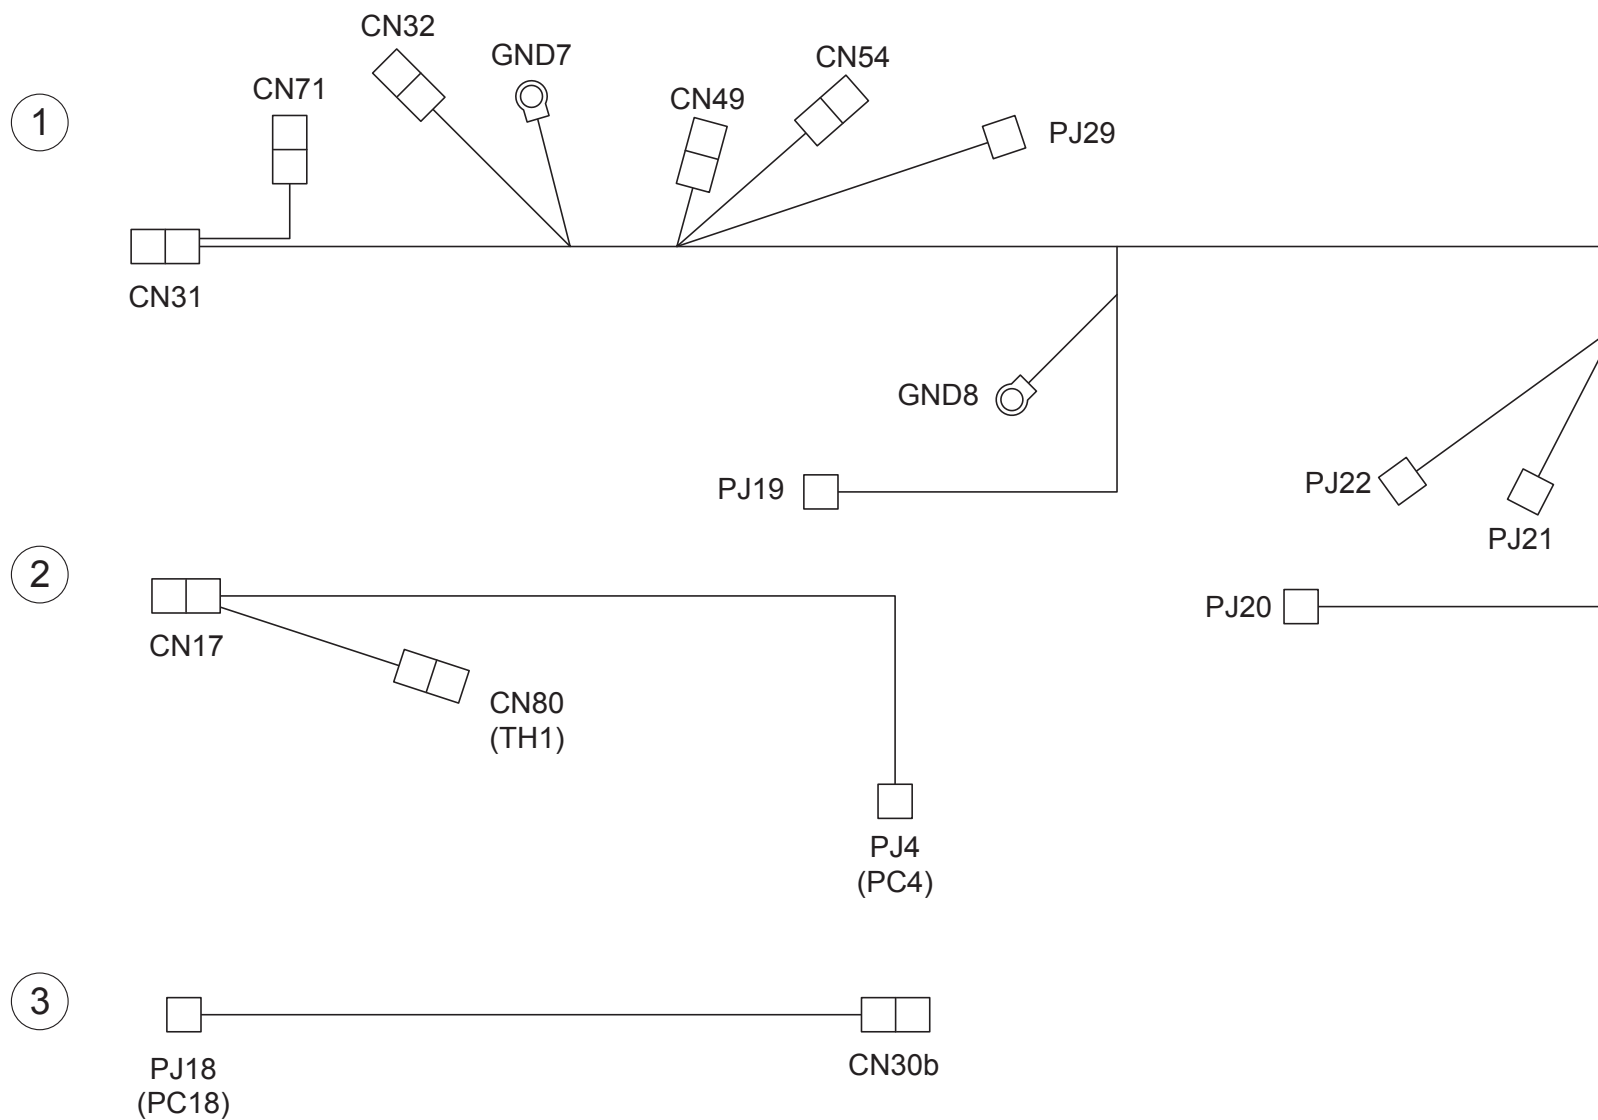 CN32
GND7
CN54
CN71
CN49
1
PJ29
CN31
GND8
PJ19
PJ22
PJ21
2
PJ20
CN17
CN80
(TH1)
PJ4
(PC4)
3
PJ18
(PC18)
CN30b